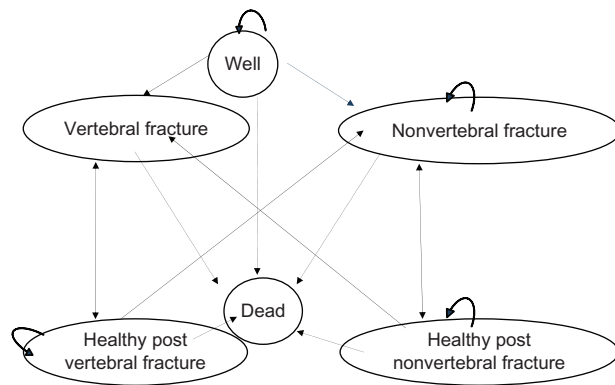 Well
Vertebral fracture
Nonvertebral fracture
Dead
Healthy post
vertebral fracture
Healthy post
nonvertebral fracture